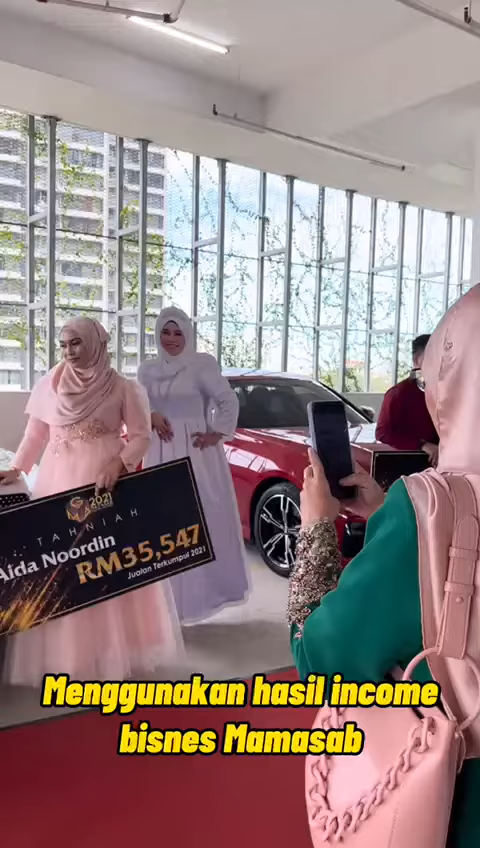 2021
TAHNIAH
Aida Noordin
RM35,547
Jualan Terkumpul 2021
Menggunakan hasil income
bisnes Mamasab